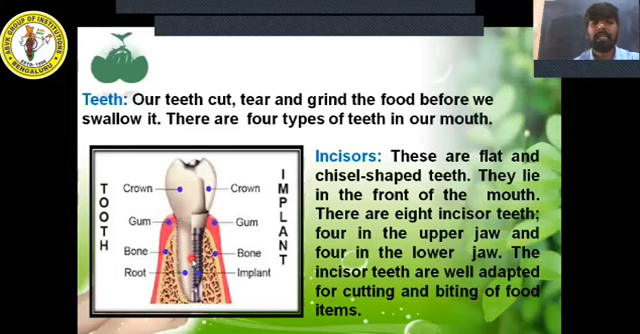 ABVK GROUP OF INSTITUTIONS
BENGALURU
Teeth: Our teeth cut, tear and grind the food before we
swallow it. There are four types of teeth in our mouth.
TOOTH
Crown
Gum
Bone
Root
Crown
Gum
Bone
Implant
IMPLANT
Incisors: These are flat and
chisel-shaped teeth. They lie
in the front of the mouth.
There are eight incisor teeth;
four in the upper jaw and
four in the lower jaw. The
incisor teeth are well adapted
for cutting and biting of food
items.